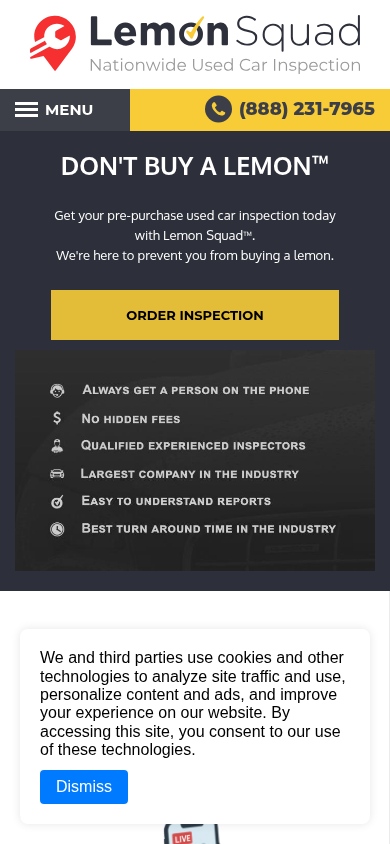 Lemon Squad
Nationwide Used Car Inspection
MENU
(888) 231-7965
DON'T BUY A LEMON™
Get your pre-purchase used car inspection today
with Lemon Squad™.
We're here to prevent you from buying a lemon.
ORDER INSPECTION
Always get a person on the phone
No hidden fees
Qualified experienced inspectors
Largest company in the industry
Easy to understand reports
Best turn around time in the industry
We and third parties use cookies and other
technologies to analyze site traffic and use,
personalize content and ads, and improve
your experience on our website. By
accessing this site, you consent to our use
of these technologies.
Dismiss
LIVE